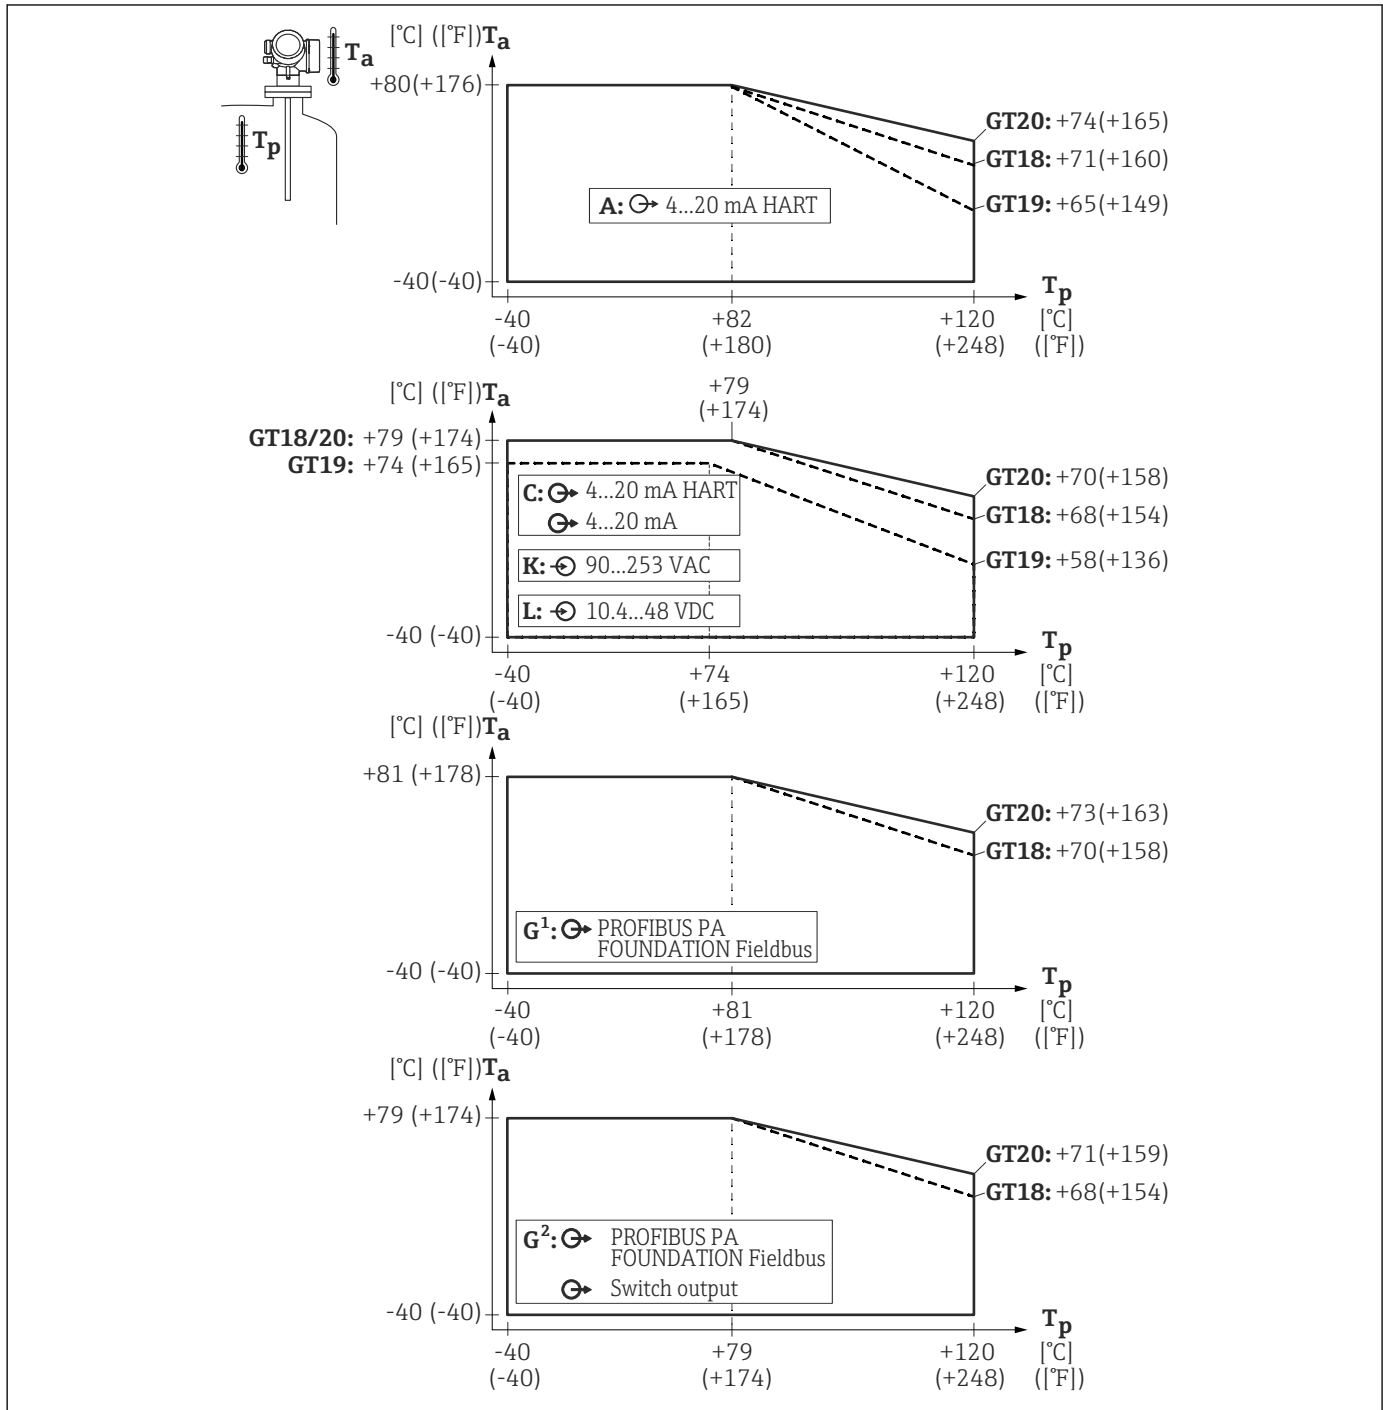 [°C] ([°F])Ta
Ta
+80(+176)
Tp
GT20: +74(+165)
GT18: +71(+160)
A: 4...20 mA HART
GT19: +65(+149)
-40(-40)
Tp
-40 +82 +120 [°C]
(-40) (+180) (+248) ([°F])
[°C] ([°F])Ta
+79
(+174)
GT18/20: +79 (+174)
GT19: +74 (+165)
C: 4...20 mA HART
GT20: +70(+158)
4...20 mA
GT18: +68(+154)
K: 90...253 VAC
GT19: +58(+136)
L: 10.4...48 VDC
-40 (-40)
Tp
-40 +74 +120 [°C]
(-40) (+165) (+248) ([°F])
[°C] ([°F])Ta
+81 (+178)
GT20: +73(+163)
GT18: +70(+158)
G1: PROFIBUS PA
FOUNDATION Fieldbus
-40 (-40)
Tp
-40 +81 +120 [°C]
(-40) (+178) (+248) ([°F])
[°C] ([°F])Ta
+79 (+174)
GT20: +71(+159)
GT18: +68(+154)
G2: PROFIBUS PA
FOUNDATION Fieldbus
Switch output
-40 (-40)
Tp
-40 +79 +120 [°C]
(-40) (+174) (+248) ([°F])